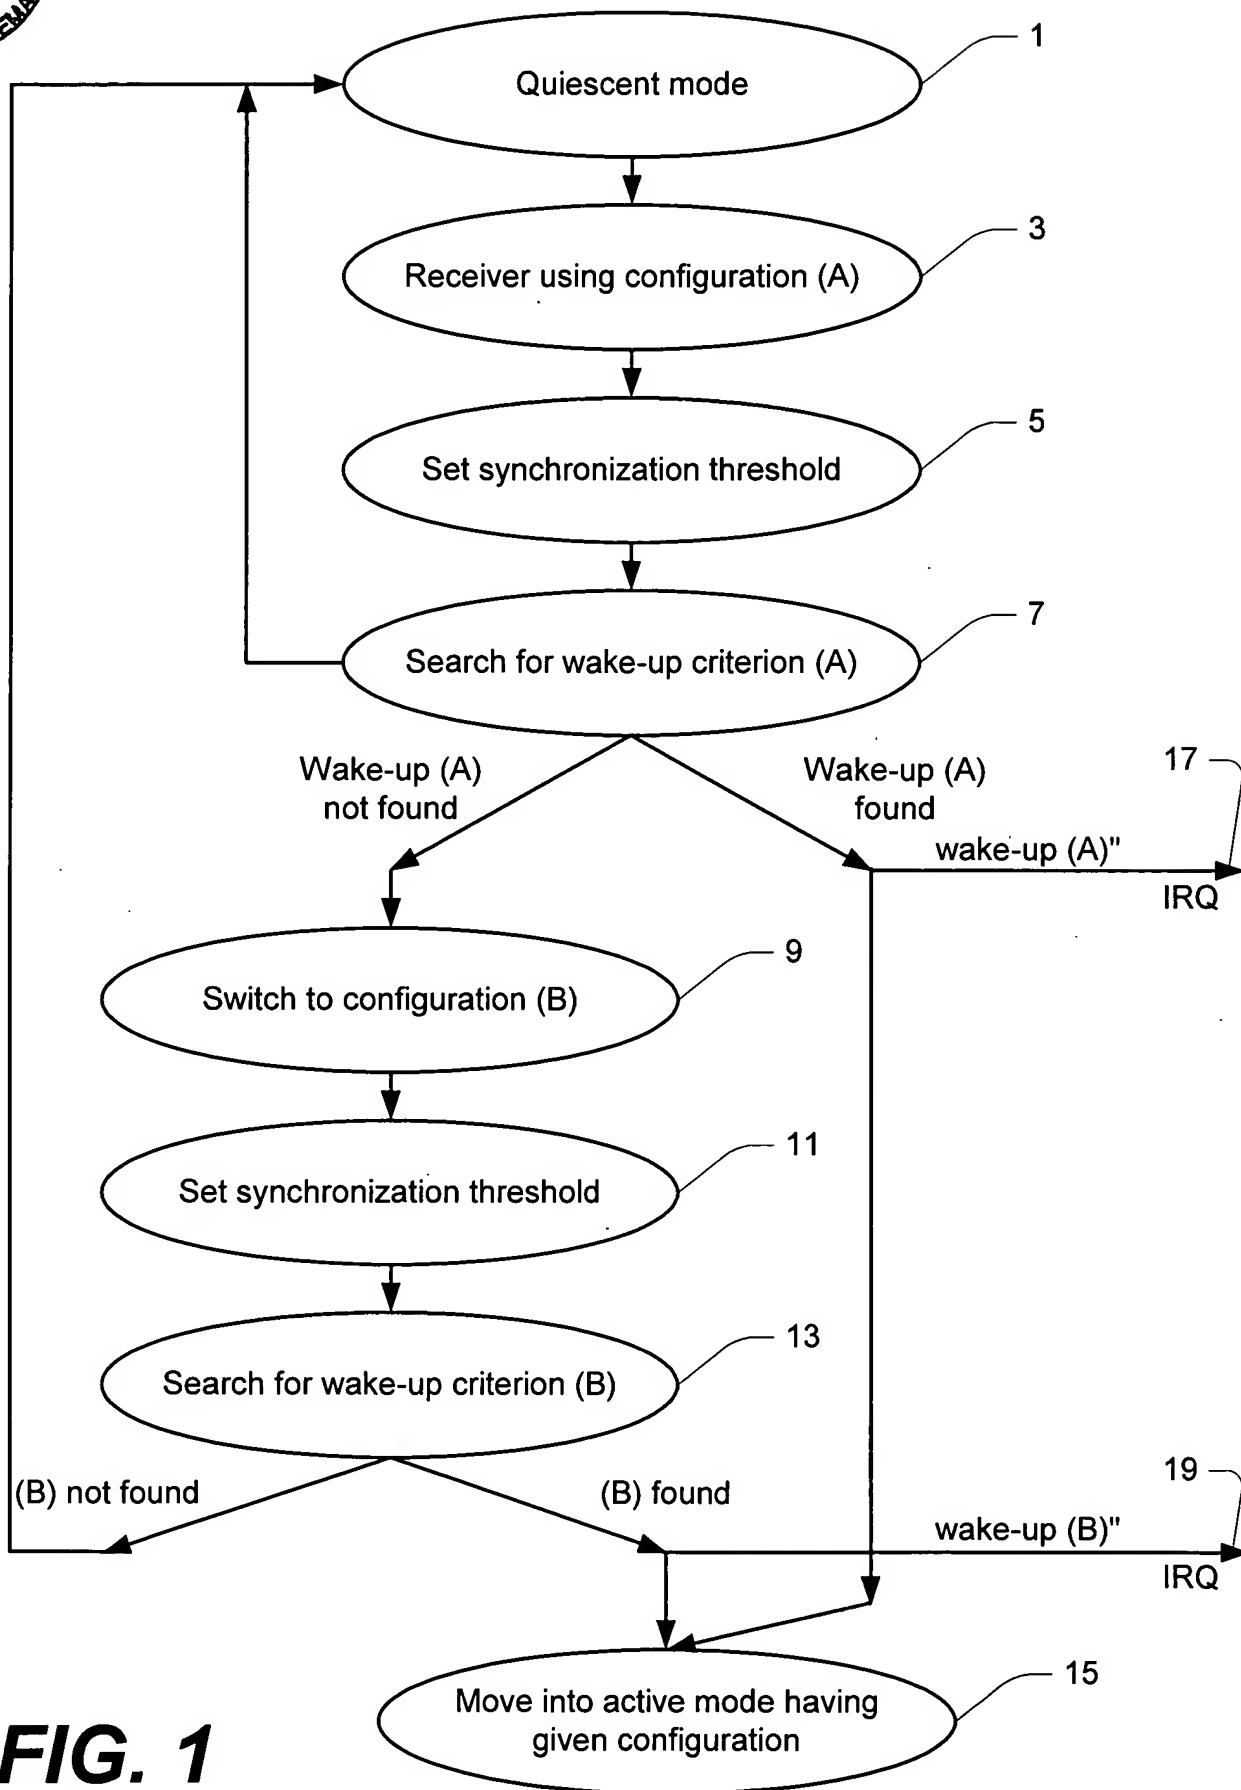 1
Quiescent mode
3
Receiver using configuration (A)
5
Set synchronization threshold
7
Search for wake-up criterion (A)
Wake-up (A)
not found
Wake-up (A)
found
17
wake-up (A)"
IRQ
9
Switch to configuration (B)
11
Set synchronization threshold
13
Search for wake-up criterion (B)
(B) not found
(B) found
19
wake-up (B)"
IRQ
15
Move into active mode having
given configuration
FIG. 1